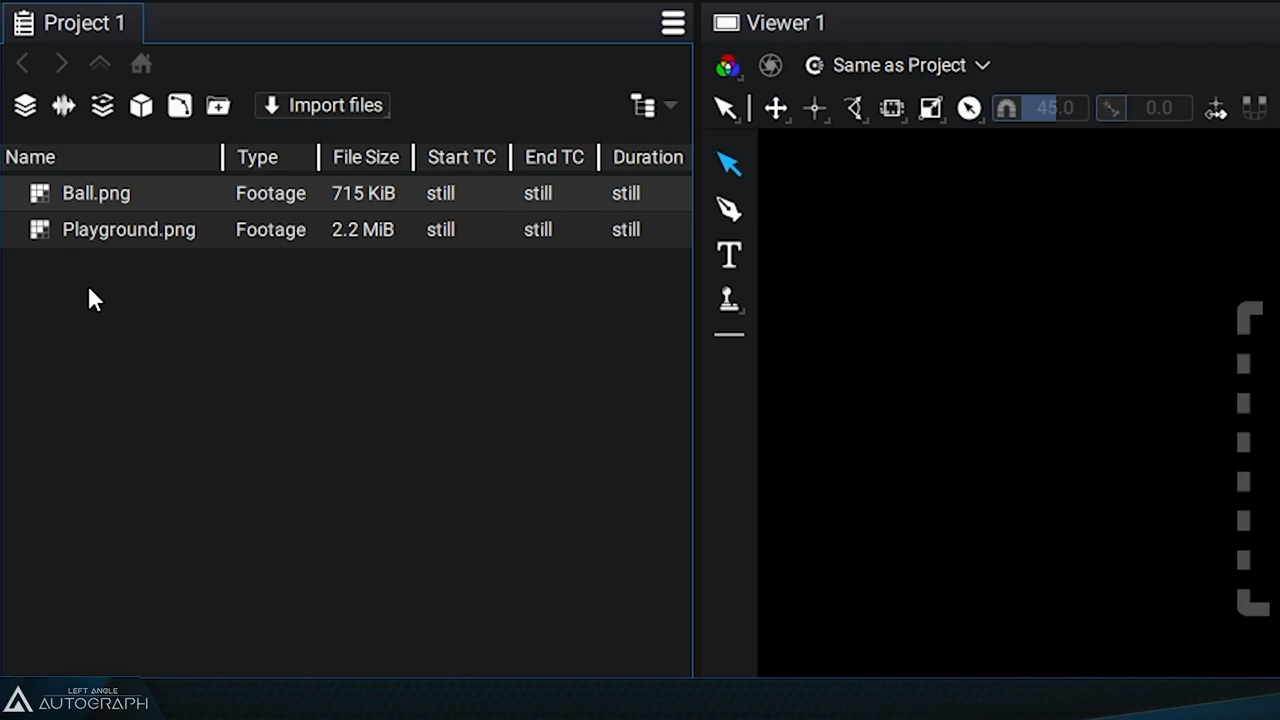 Project 1
Viewer 1
Same as Project
Import files
45.0
0.0
Name Type File Size Start TC End TC Duration
Ball.png Footage 715 KiB still still still
Playground.png Footage 2.2 MiB still still still
T
LEFT ANGLE
AUTOGRAPH